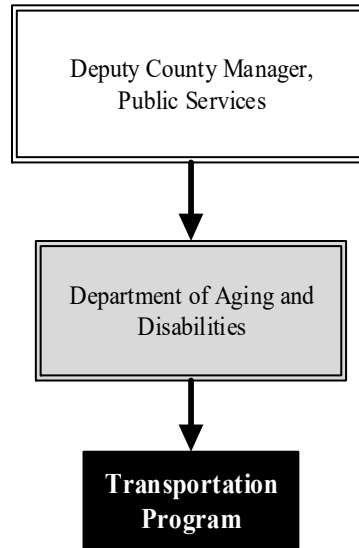 Deputy County Manager,
Public Services
Department of Aging and
Disabilities
Transportation
Program